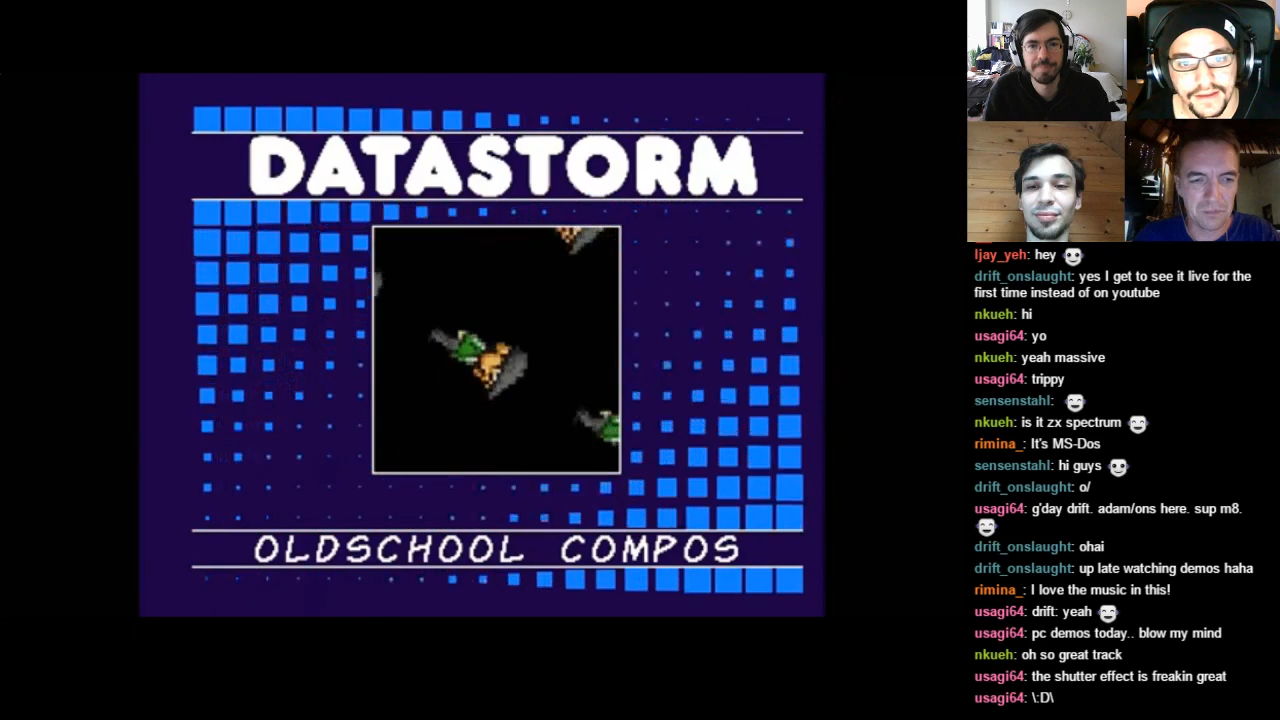 DATASTORM
OLDSCHOOL COMPOS
ljay_yeh: hey
drift_onslaught: yes I get to see it live for the
first time instead of on youtube
nkueh: hi
usagi64: yo
nkueh: yeah massive
usagi64: trippy
sensenstahl:
nkueh: is it zx spectrum
rimina_: It's MS-Dos
sensenstahl: hi guys
drift_onslaught: o/
usagi64: g'day drift. adam/ons here. sup m8.
drift_onslaught: ohai
drift_onslaught: up late watching demos haha
rimina_: I love the music in this!
usagi64: drift: yeah
usagi64: pc demos today.. blow my mind
nkueh: oh so great track
usagi64: the shutter effect is freakin great
usagi64: \:D\